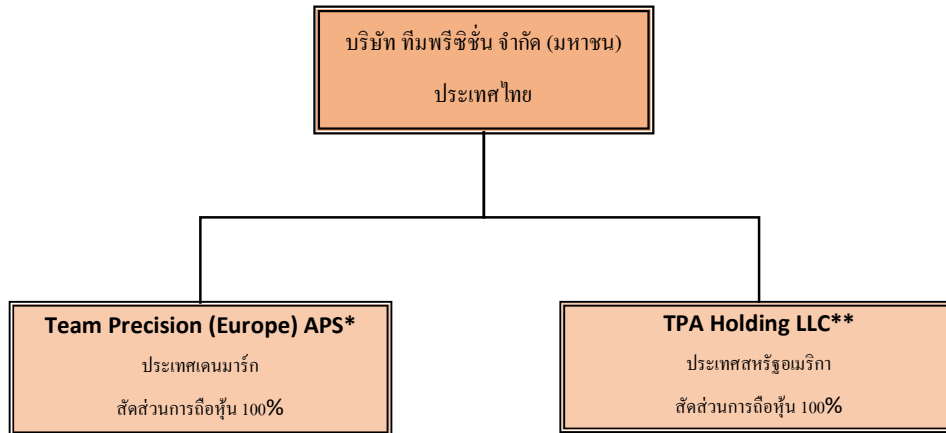 บริษัท ทีมพรีซิชั่น จำกัด (มหาชน)
ประเทศไทย
Team Precision (Europe) APS*
ประเทศเดนมาร์ก
สัดส่วนการถือหุ้น 100%
TPA Holding LLC**
ประเทศสหรัฐอเมริกา
สัดส่วนการถือหุ้น 100%